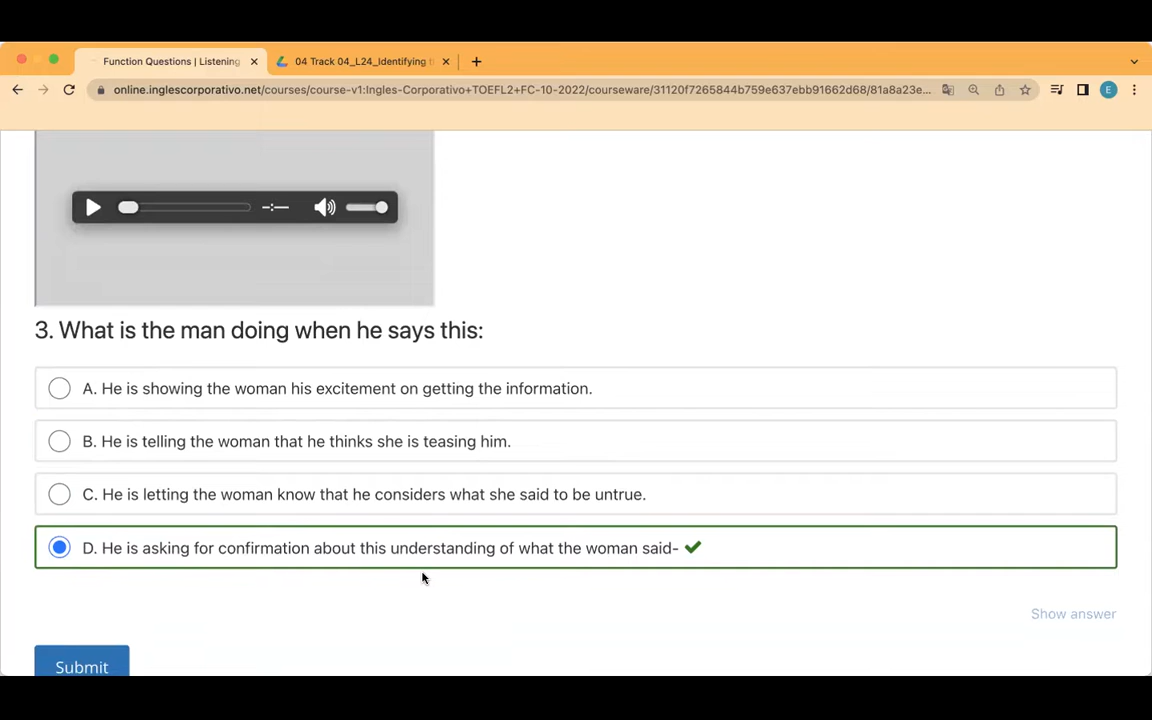 Function Questions | Listening
04 Track 04_L24_Identifying t
online.inglescorporativo.net/courses/course-v1:Ingles-Corporativo+TOEFL2+FC-10-2022/courseware/31120f7265844b759e637ebb91662d68/81a8a23e...
E
-:--
3. What is the man doing when he says this:
A. He is showing the woman his excitement on getting the information.
B. He is telling the woman that he thinks she is teasing him.
C. He is letting the woman know that he considers what she said to be untrue.
D. He is asking for confirmation about this understanding of what the woman said-
Show answer
Submit